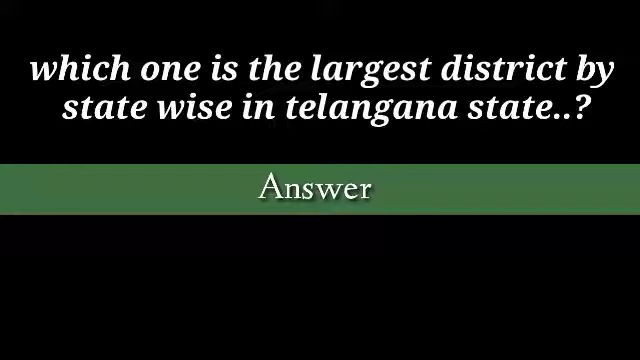 which one is the largest district by
state wise in telangana state..?
Answer